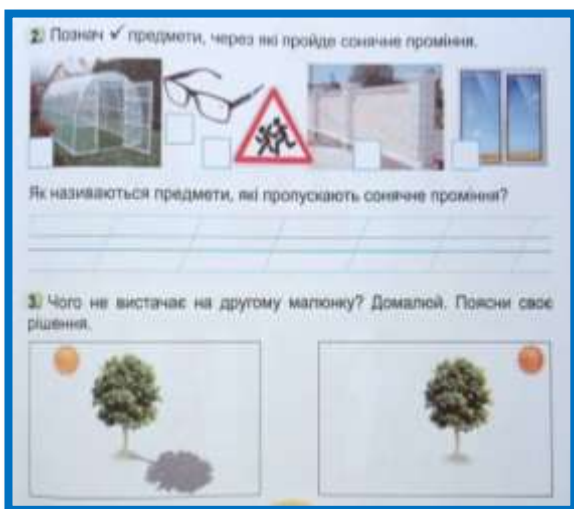 2. Познач ✓ предмети, через які пройде сонячне проміння.
Як називаються предмети, які пропускають сонячне проміння?
3. Чого не вистачає на другому малюнку? Домалюй. Поясни своє
рішення.